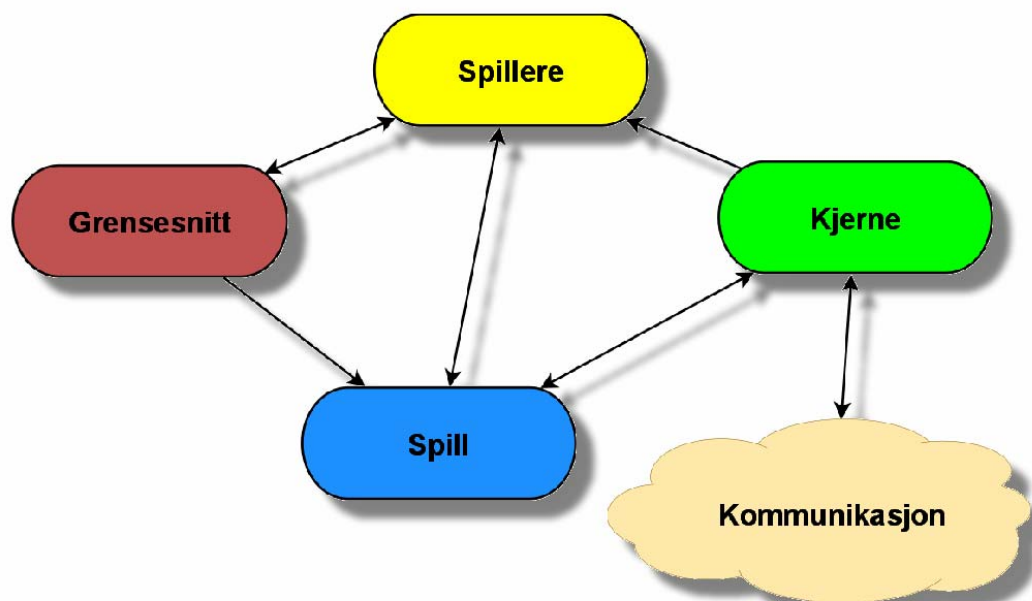 Spillere
Grensesnitt
Kjerne
Spill
Kommunikasjon